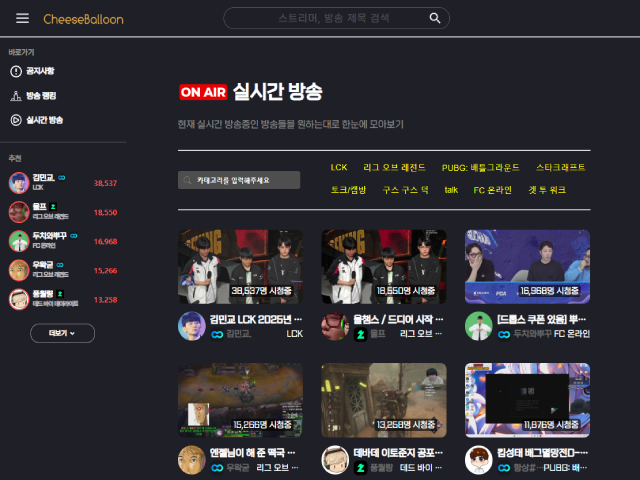 CheeseBalloon
스트리머, 방송 제목 검색
바로가기
공지사항
방송 랭킹
실시간 방송
추천
김민교.
38,537
LCK
울프
18,550
리그 오브 레전드
두치와뿌꾸
16,968
FC 온라인
우왁굳
15,266
리그 오브 레전드
풍월량
13,258
데드 바이 데이라이트
더보기
ON AIR 실시간 방송
현재 실시간 방송중인 방송들을 원하는대로 한눈에 모아보기
카테고리를 입력해주세요
LCK 리그 오브 레전드 PUBG: 배틀그라운드 스타크래프트
토크/캠방 구스 구스 덕 talk FC 온라인 겟 투 워크
38,537명 시청중
18,550명 시청중
16,968명 시청중
김민교 LCK 2025년 ...
김민교. LCK
울챔스 / 드디어 시작 ...
울프 리그 오브 ...
[드롭스 쿠폰 있음] 뿌...
두치와뿌꾸 FC 온라인
15,266명 시청중
13,258명 시청중
11,876명 시청중
엔젤님이 해 준 떡국 ...
우왁굳 리그 오브 ...
데바데 이토준지 공포...
풍월량 데드 바이 ...
김성태 배그덜망전D-...
PUBG: 배...